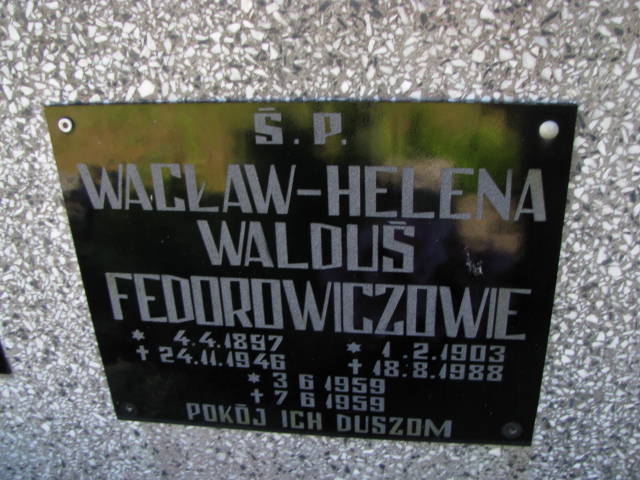 Ś.P.
WACŁAW-HELENA
WALDUŚ
FEDOROWICZOWIE
* 4.4.1897 * 1.2.1903
✝ 24.11.1946 ✝ 18.8.1988
* 3 6 1959
✝ 7 6 1959
POKÓJ ICH DUSZOM